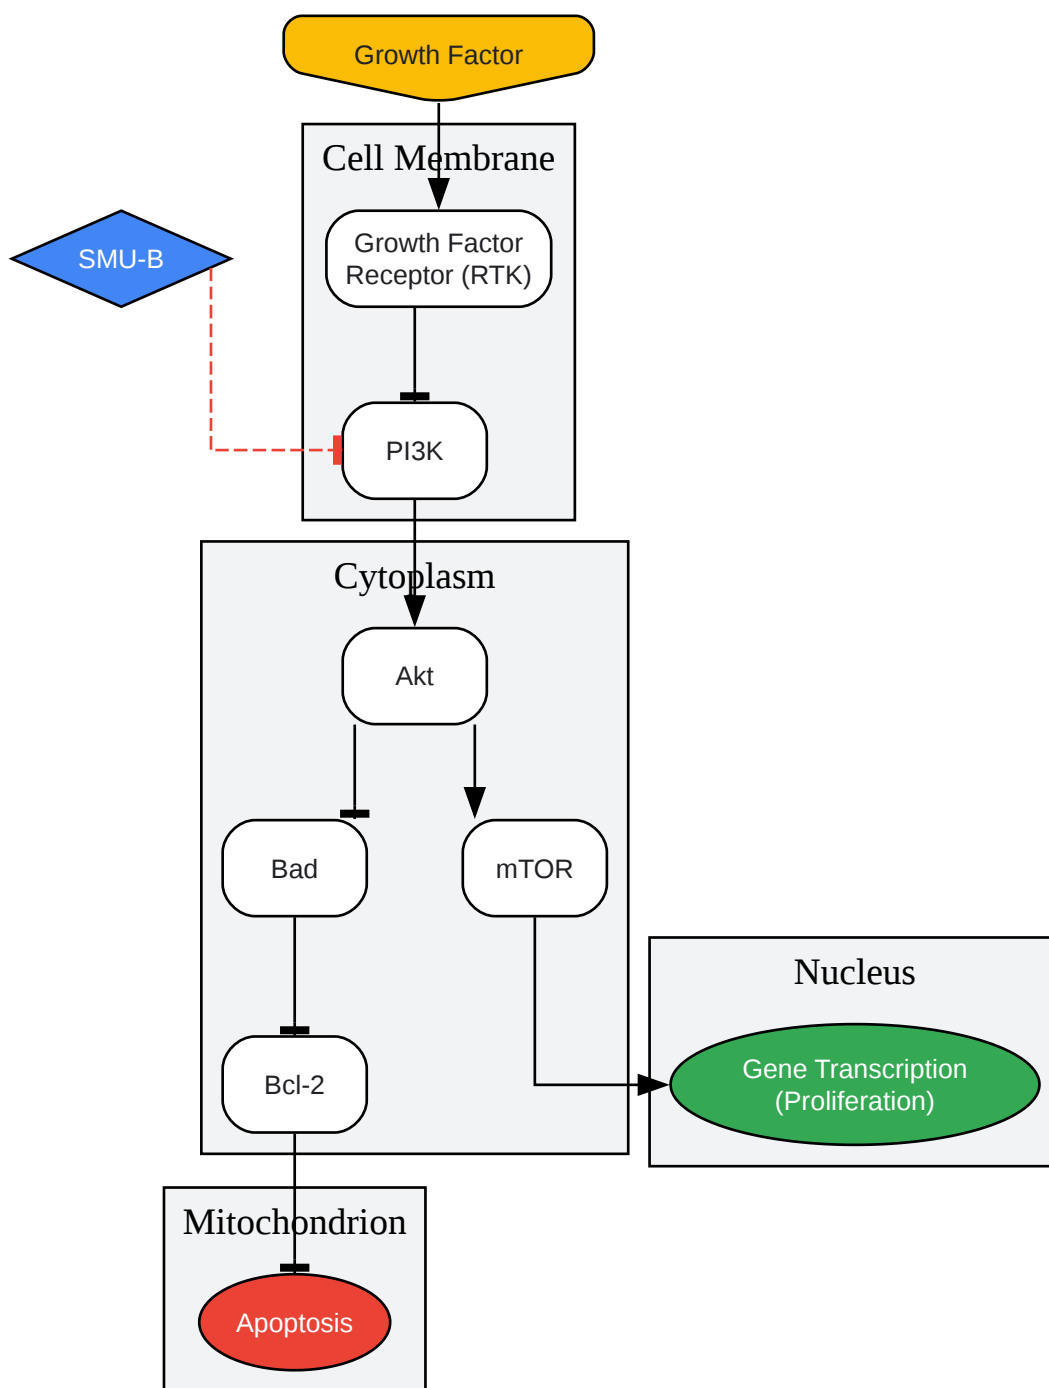 Growth Factor
Cell Membrane
SMU-B
Growth Factor
Receptor (RTK)
PI3K
Cytoplasm
Akt
Bad
mTOR
Nucleus
Bcl-2
Gene Transcription
(Proliferation)
Mitochondrion
Apoptosis